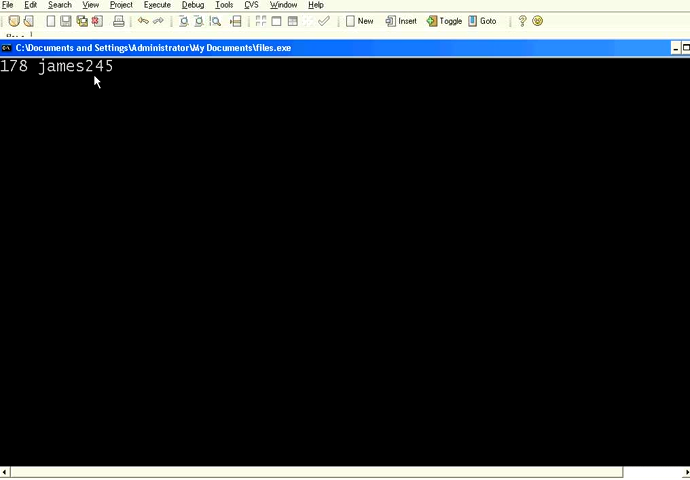 File Edit Search View Project Execute Debug Tools CVS Window Help
New Insert Toggle Goto
C:\Documents and Settings\Administrator\My Documents\files.exe
178 james245